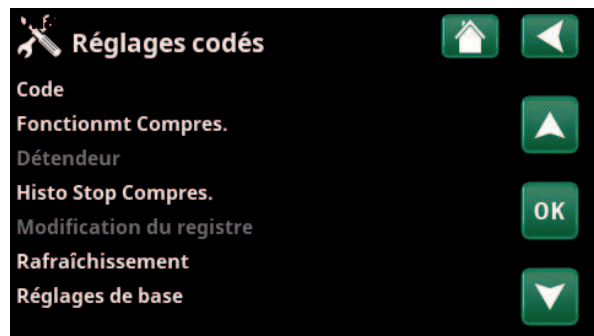 Réglages codés
Code
Fonctionmt Compres.
Détendeur
Histo Stop Compres.
Modification du registre
OK
Rafraîchissement
Réglages de base